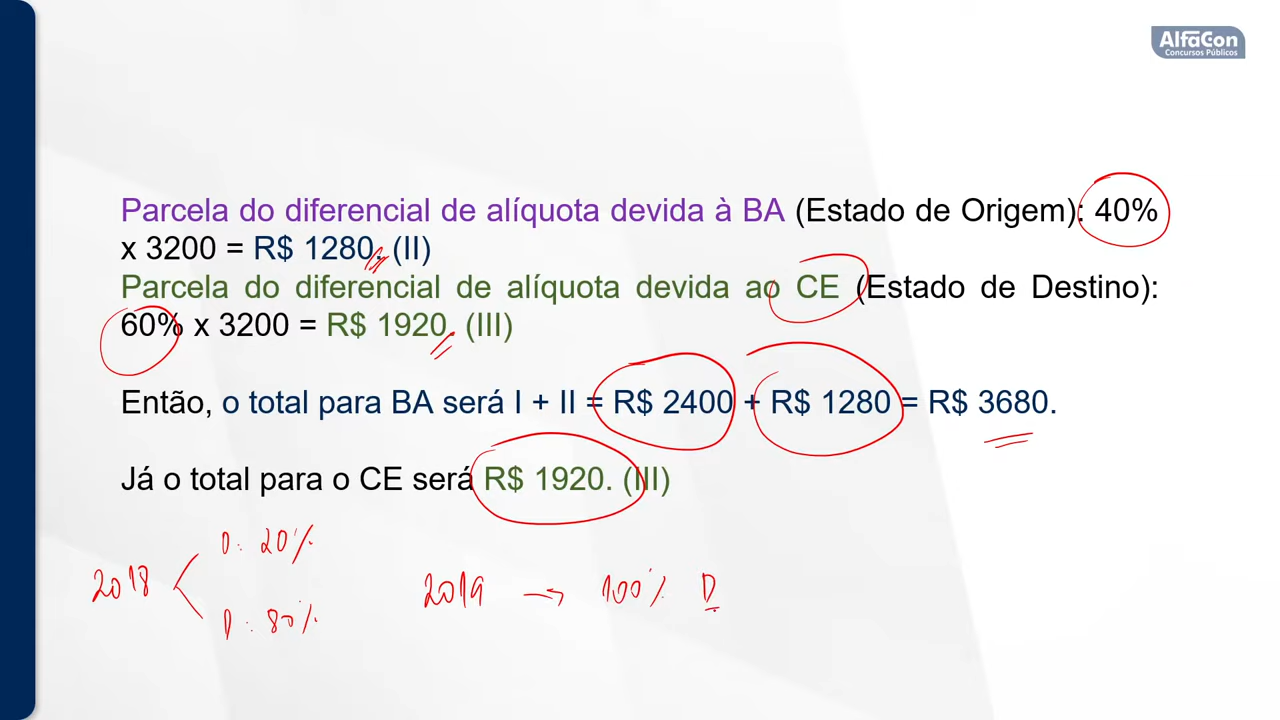 AlfaCon
Concursos Públicos
Parcela do diferencial de alíquota devida à BA (Estado de Origem): 40%
x 3200 = R$ 1280. (II)
Parcela do diferencial de alíquota devida ao CE (Estado de Destino):
60% x 3200 = R$ 1920. (III)
Então, o total para BA será I + II = R$ 2400 + R$ 1280 = R$ 3680.
Já o total para o CE será R$ 1920. (III)
O: 20%
2018
D: 80%
2019 → 100% D